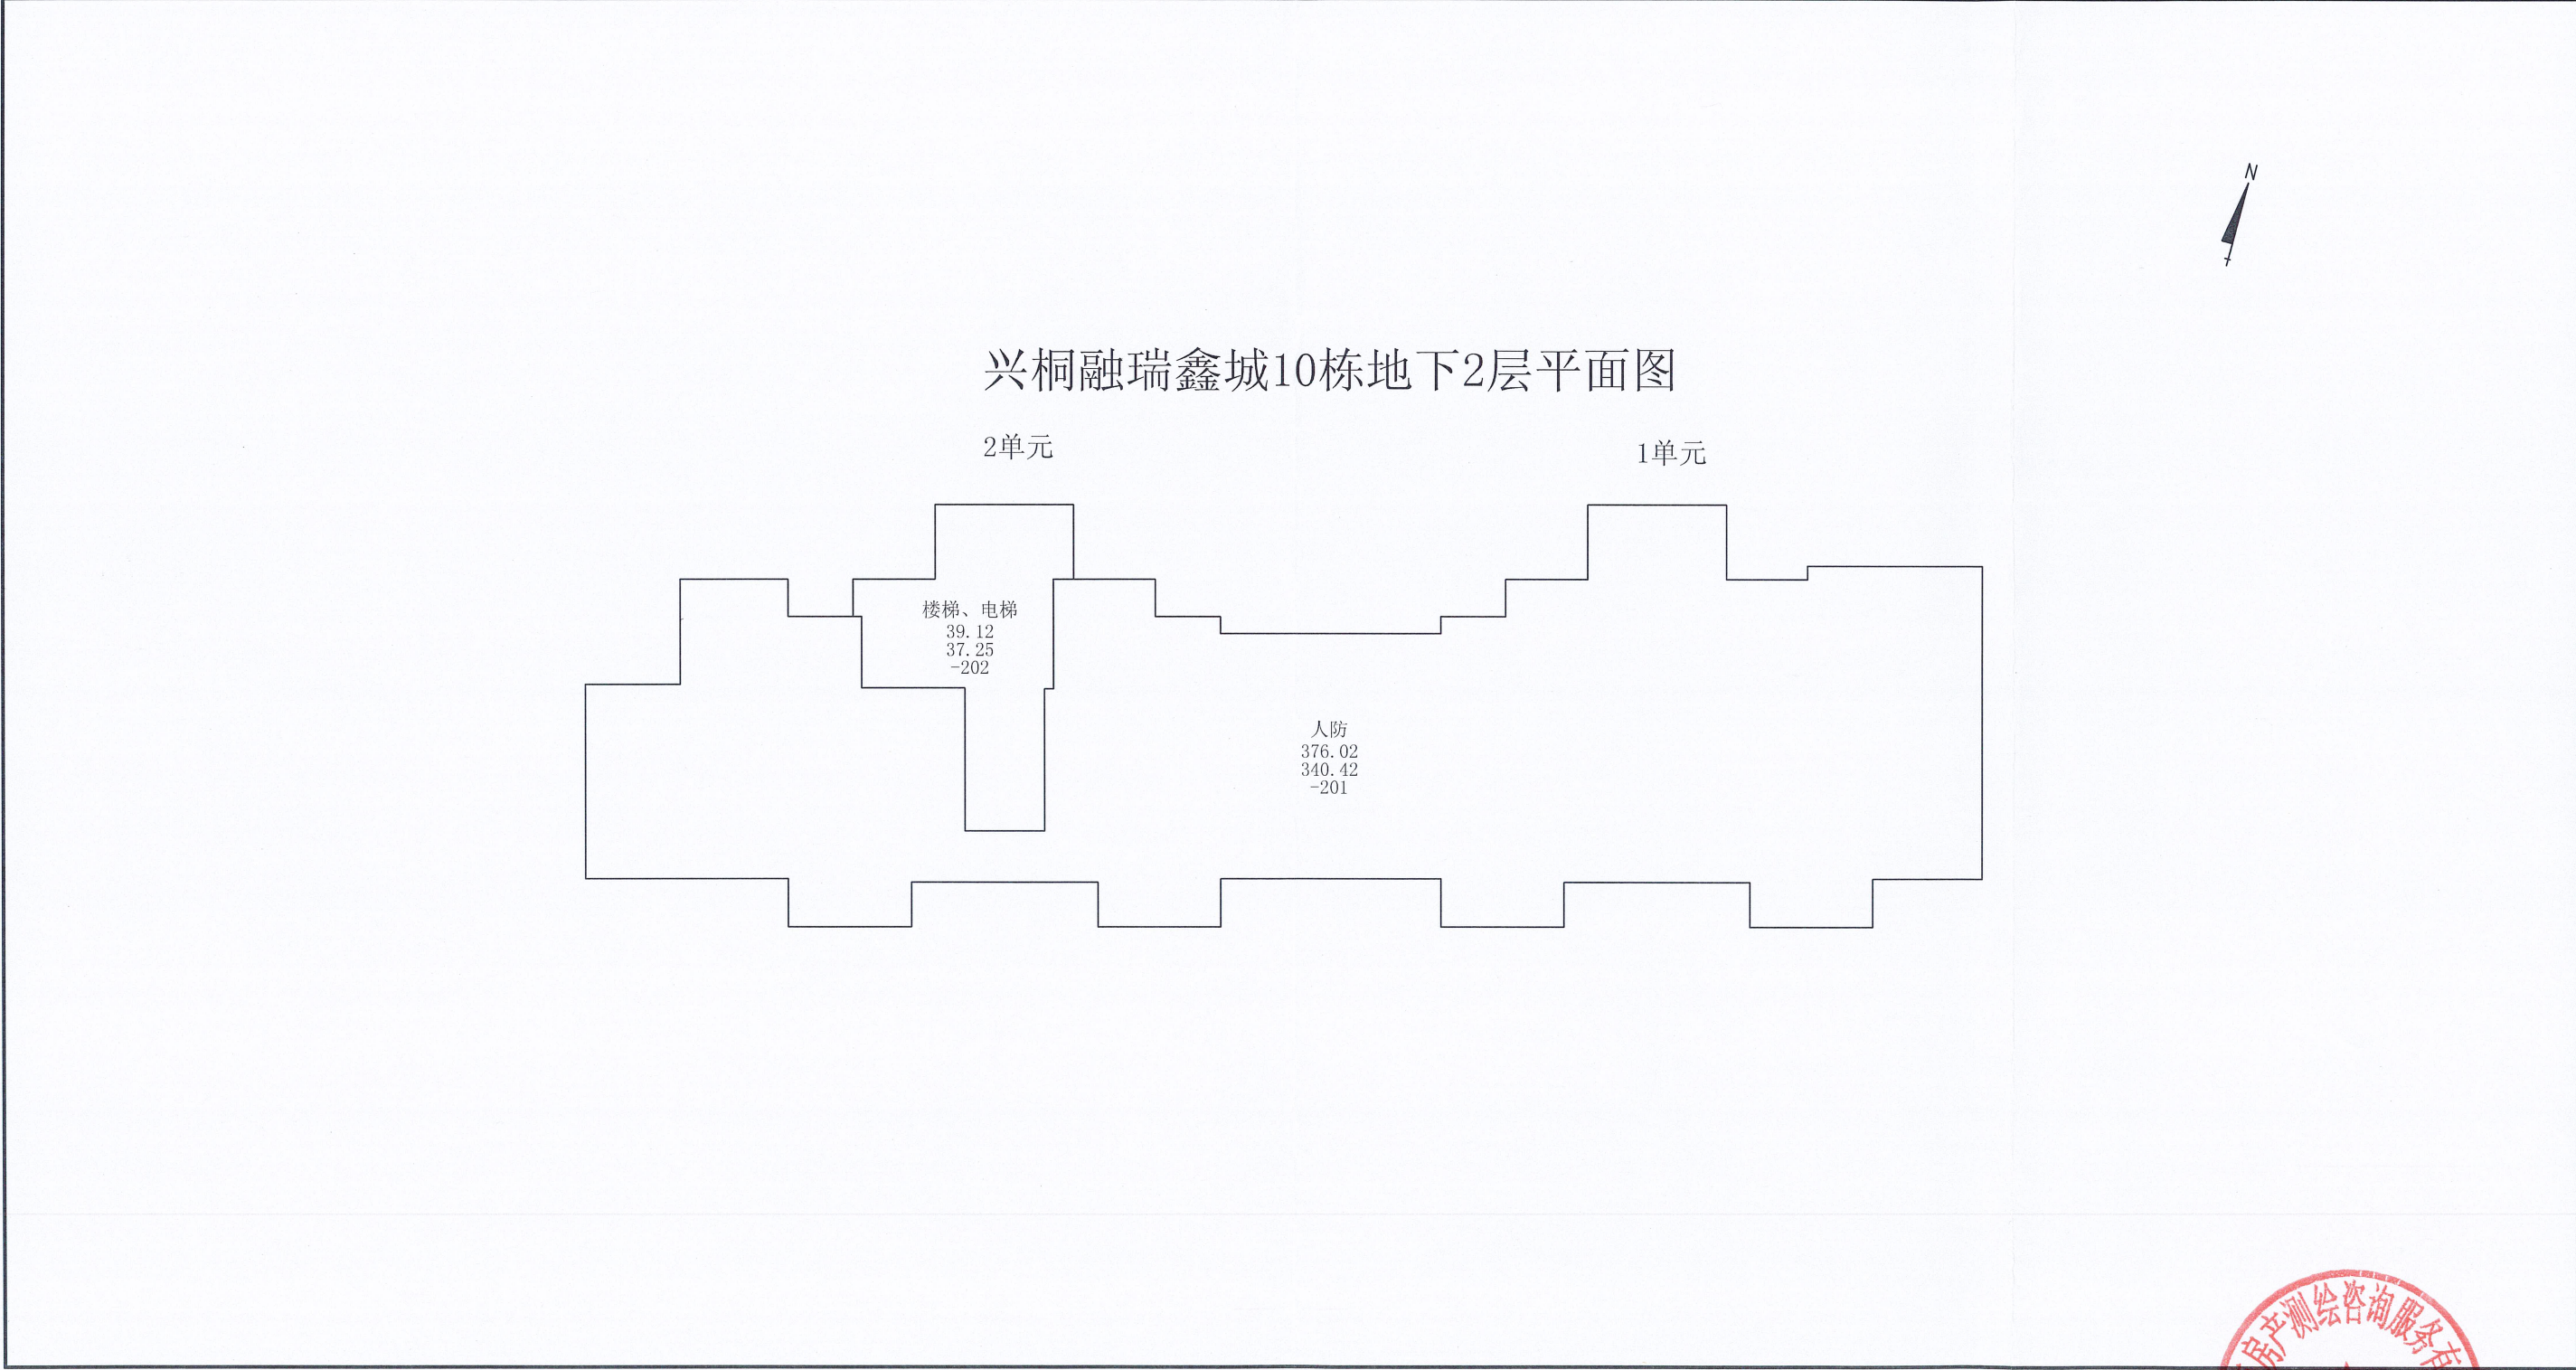 N
兴桐融瑞鑫城10栋地下2层平面图
2单元
1单元
楼梯、电梯
39.12
37.25
-202
人防
376.02
340.42
-201
房产测绘咨询服务有